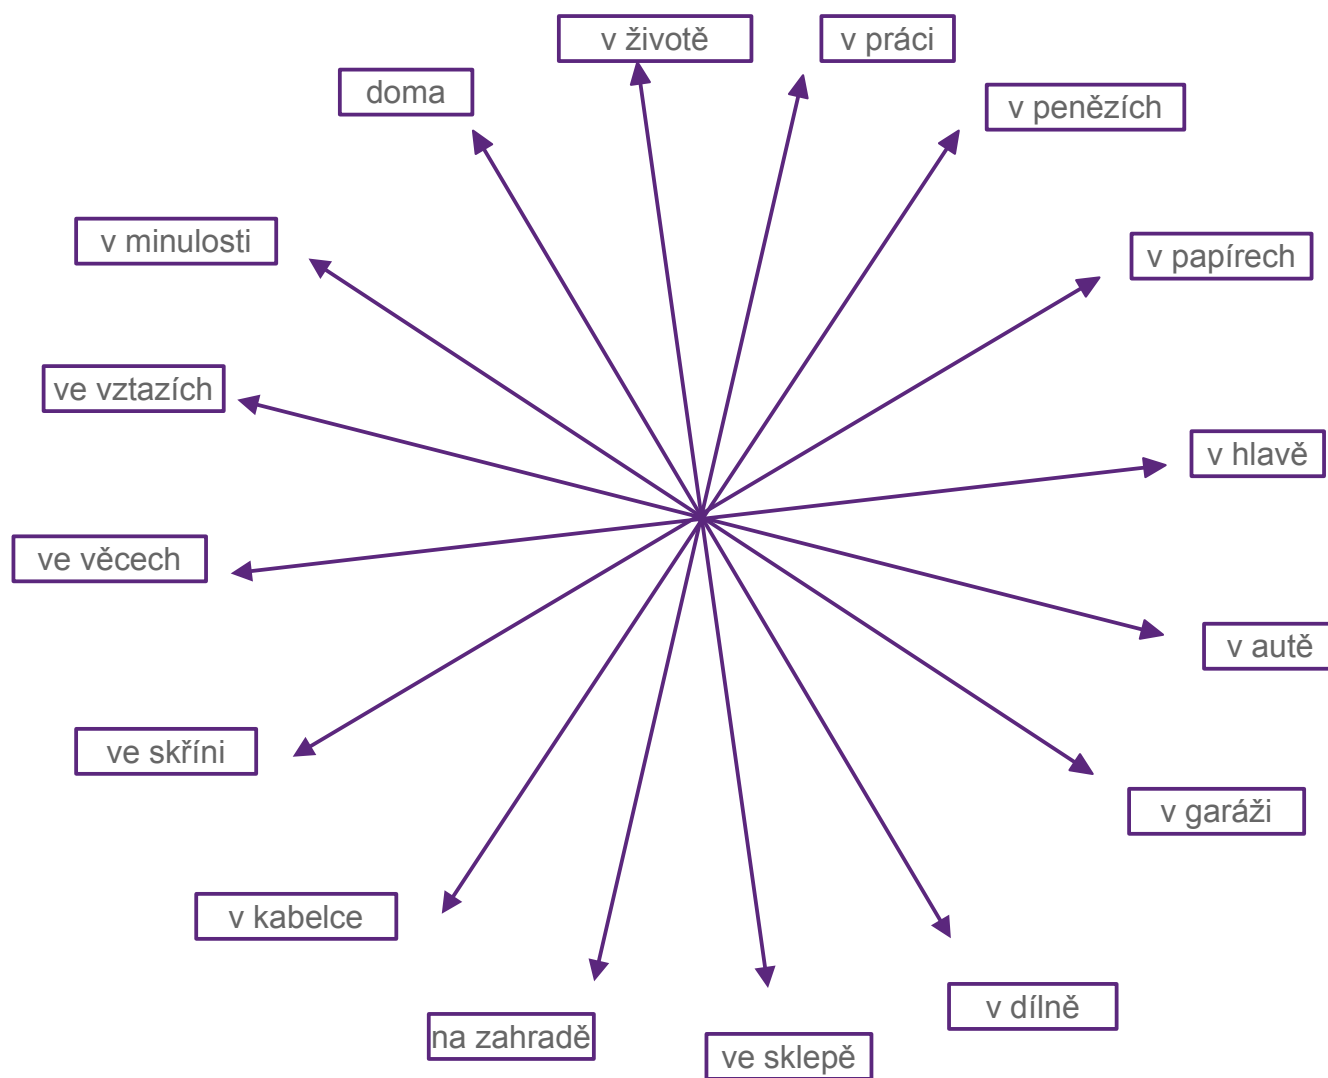 v životě
v práci
doma
v penězích
v minulosti
v papírech
ve vztazích
v hlavě
ve věcech
v autě
ve skříni
v garáži
v kabelce
v dílně
na zahradě
ve sklepě